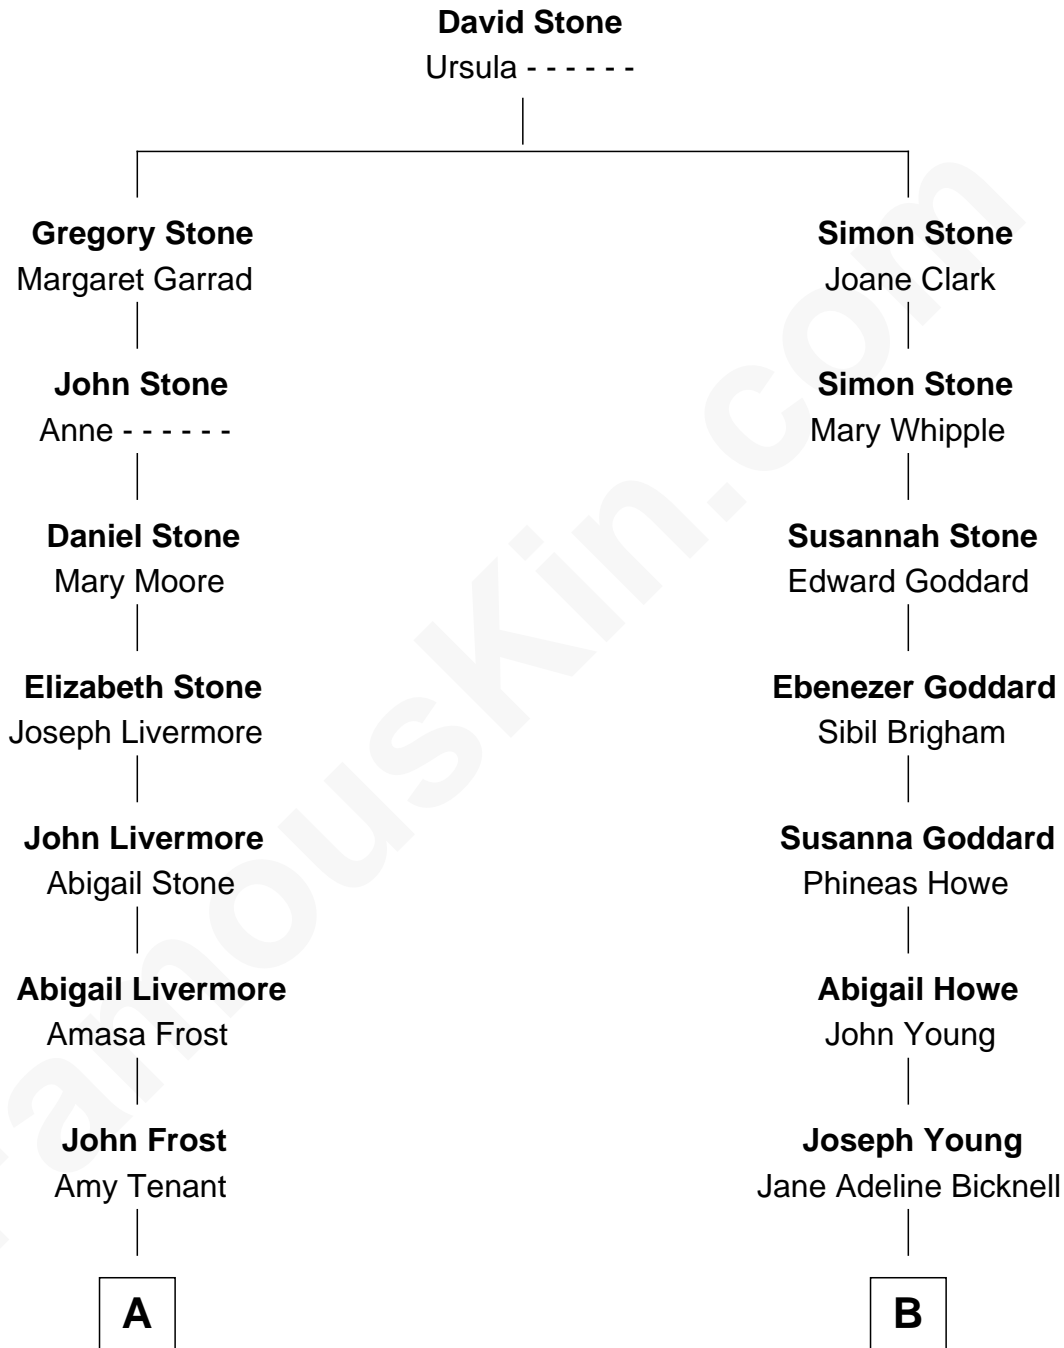 David Stone
Ursula - - - - - -
Gregory Stone
Margaret Garrad
Simon Stone
Joane Clark
John Stone
Anne - - - - - -
Simon Stone
Mary Whipple
Daniel Stone
Mary Moore
Susannah Stone
Edward Goddard
Elizabeth Stone
Joseph Livermore
Ebenezer Goddard
Sibil Brigham
John Livermore
Abigail Stone
Susanna Goddard
Phineas Howe
Abigail Livermore
Amasa Frost
Abigail Howe
John Young
John Frost
Amy Tenant
Joseph Young
Jane Adeline Bicknell
A
B
FamousKin.com